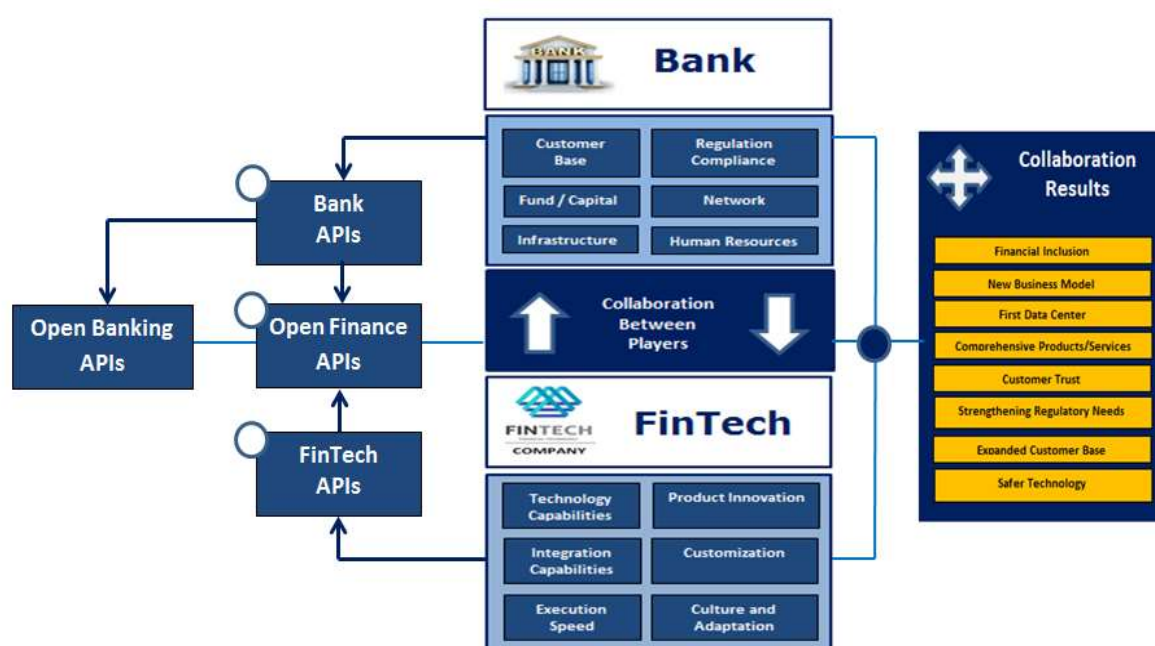 BANK
Bank
Customer
Base
Regulation
Compliance
Fund / Capital
Network
Infrastructure
Human Resources
Bank
APIs
Open Banking
APIs
Open Finance
APIs
FinTech
APIs
Collaboration
Between
Players
FINTECH
COMPANY
FinTech
Technology
Capabilities
Product Innovation
Integration
Capabilities
Customization
Execution
Speed
Culture and
Adaptation
Collaboration
Results
Financial Inclusion
New Business Model
First Data Center
Comprehensive Products/Services
Customer Trust
Strengthening Regulatory Needs
Expanded Customer Base
Safer Technology